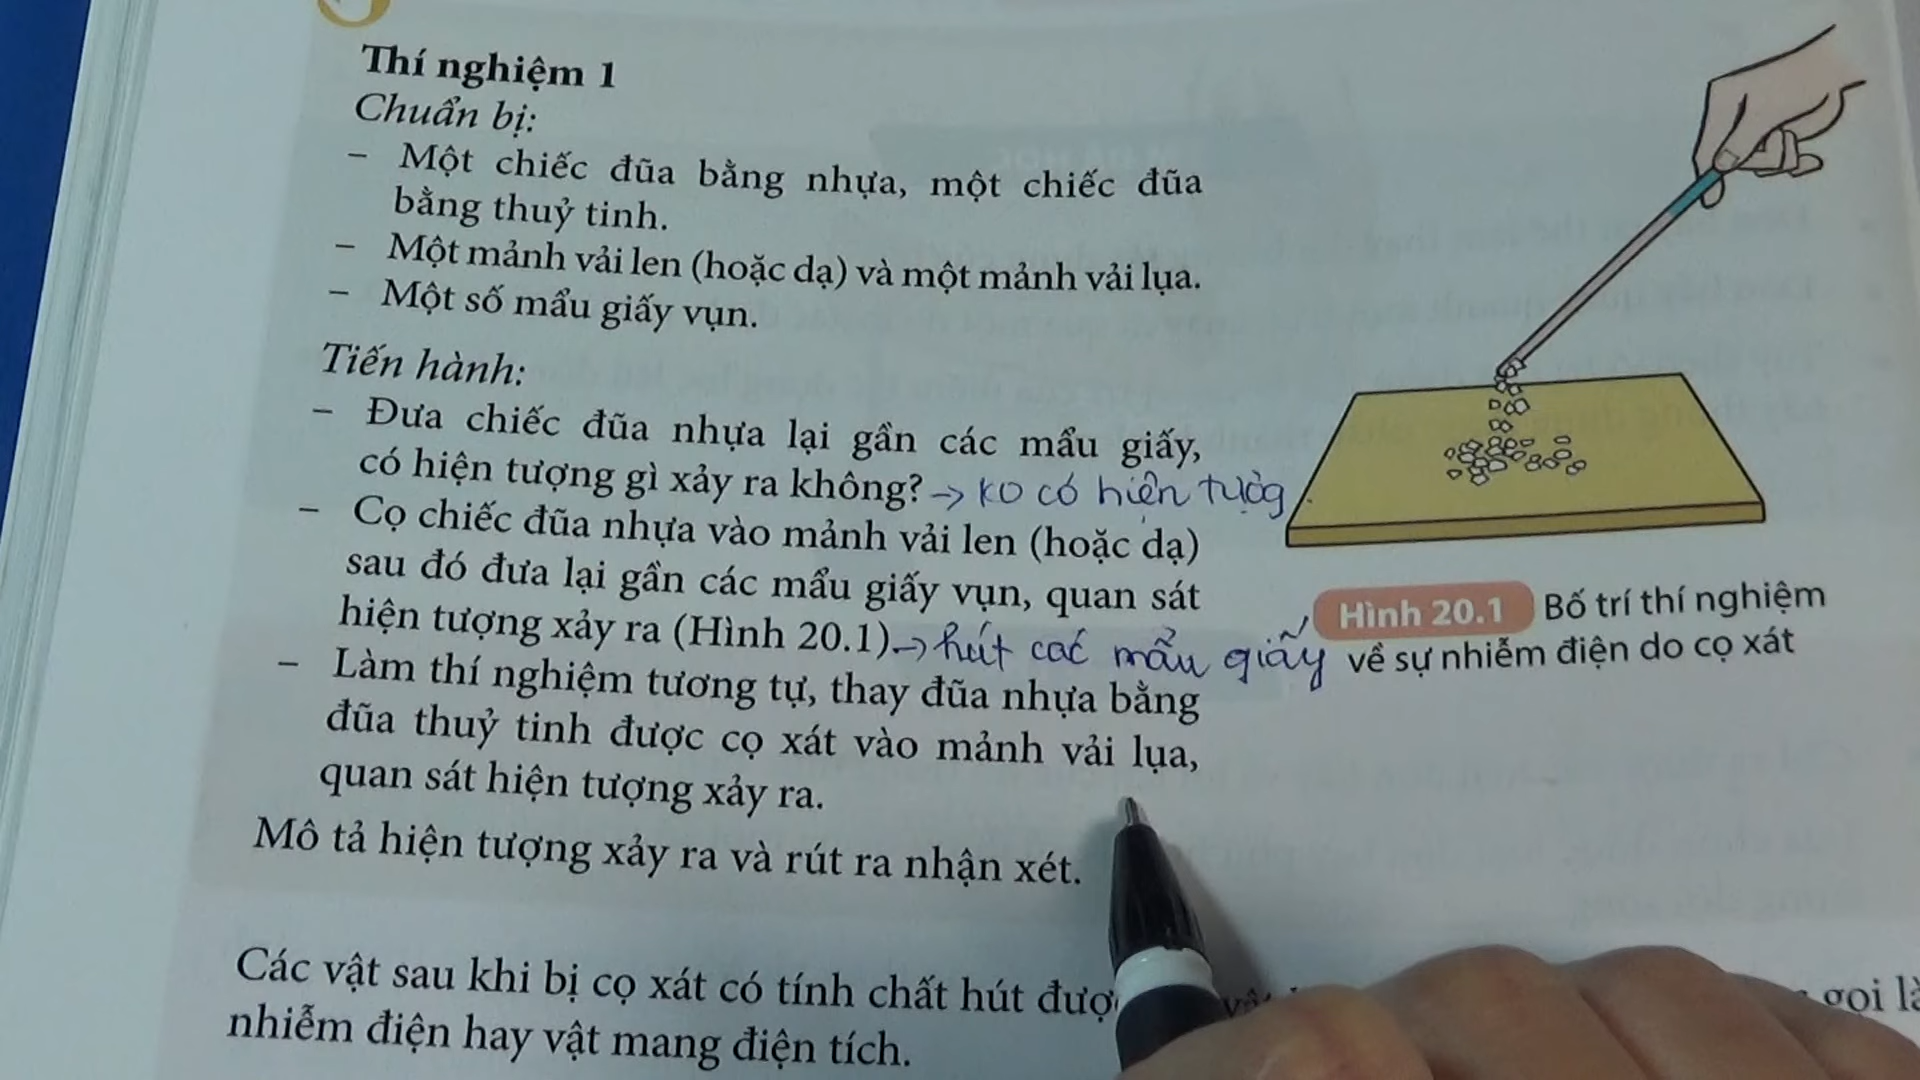 Thí nghiệm 1
Chuẩn bị:
– Một chiếc đũa bằng nhựa, một chiếc đũa
bằng thuỷ tinh.
– Một mảnh vải len (hoặc dạ) và một mảnh vải lụa.
– Một số mẩu giấy vụn.
Tiến hành:
– Đưa chiếc đũa nhựa lại gần các mẩu giấy,
có hiện tượng gì xảy ra không? → ko có hiện tượng
– Cọ chiếc đũa nhựa vào mảnh vải len (hoặc dạ)
sau đó đưa lại gần các mẩu giấy vụn, quan sát
hiện tượng xảy ra (Hình 20.1) → hút các mẩu giấy
– Làm thí nghiệm tương tự, thay đũa nhựa bằng
đũa thuỷ tinh được cọ xát vào mảnh vải lụa,
quan sát hiện tượng xảy ra.
Mô tả hiện tượng xảy ra và rút ra nhận xét.
Hình 20.1 Bố trí thí nghiệm
về sự nhiễm điện do cọ xát
Các vật sau khi bị cọ xát có tính chất hút gọi
nhiễm điện hay vật mang điện tích.